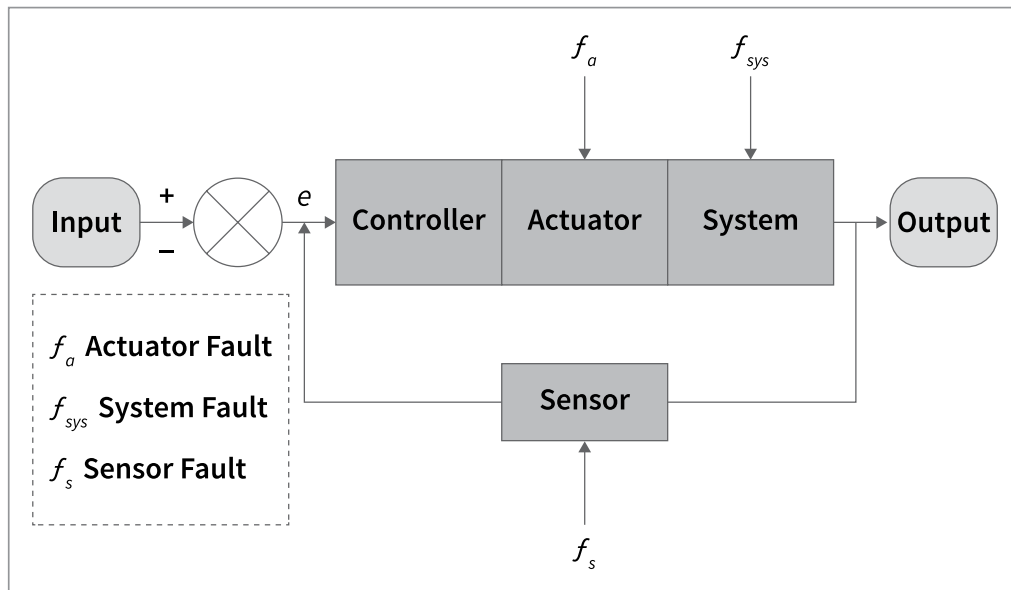 f_a
f_sys
Input
+
−
e
Controller
Actuator
System
Output
f_a Actuator Fault
f_sys System Fault
f_s Sensor Fault
Sensor
f_s